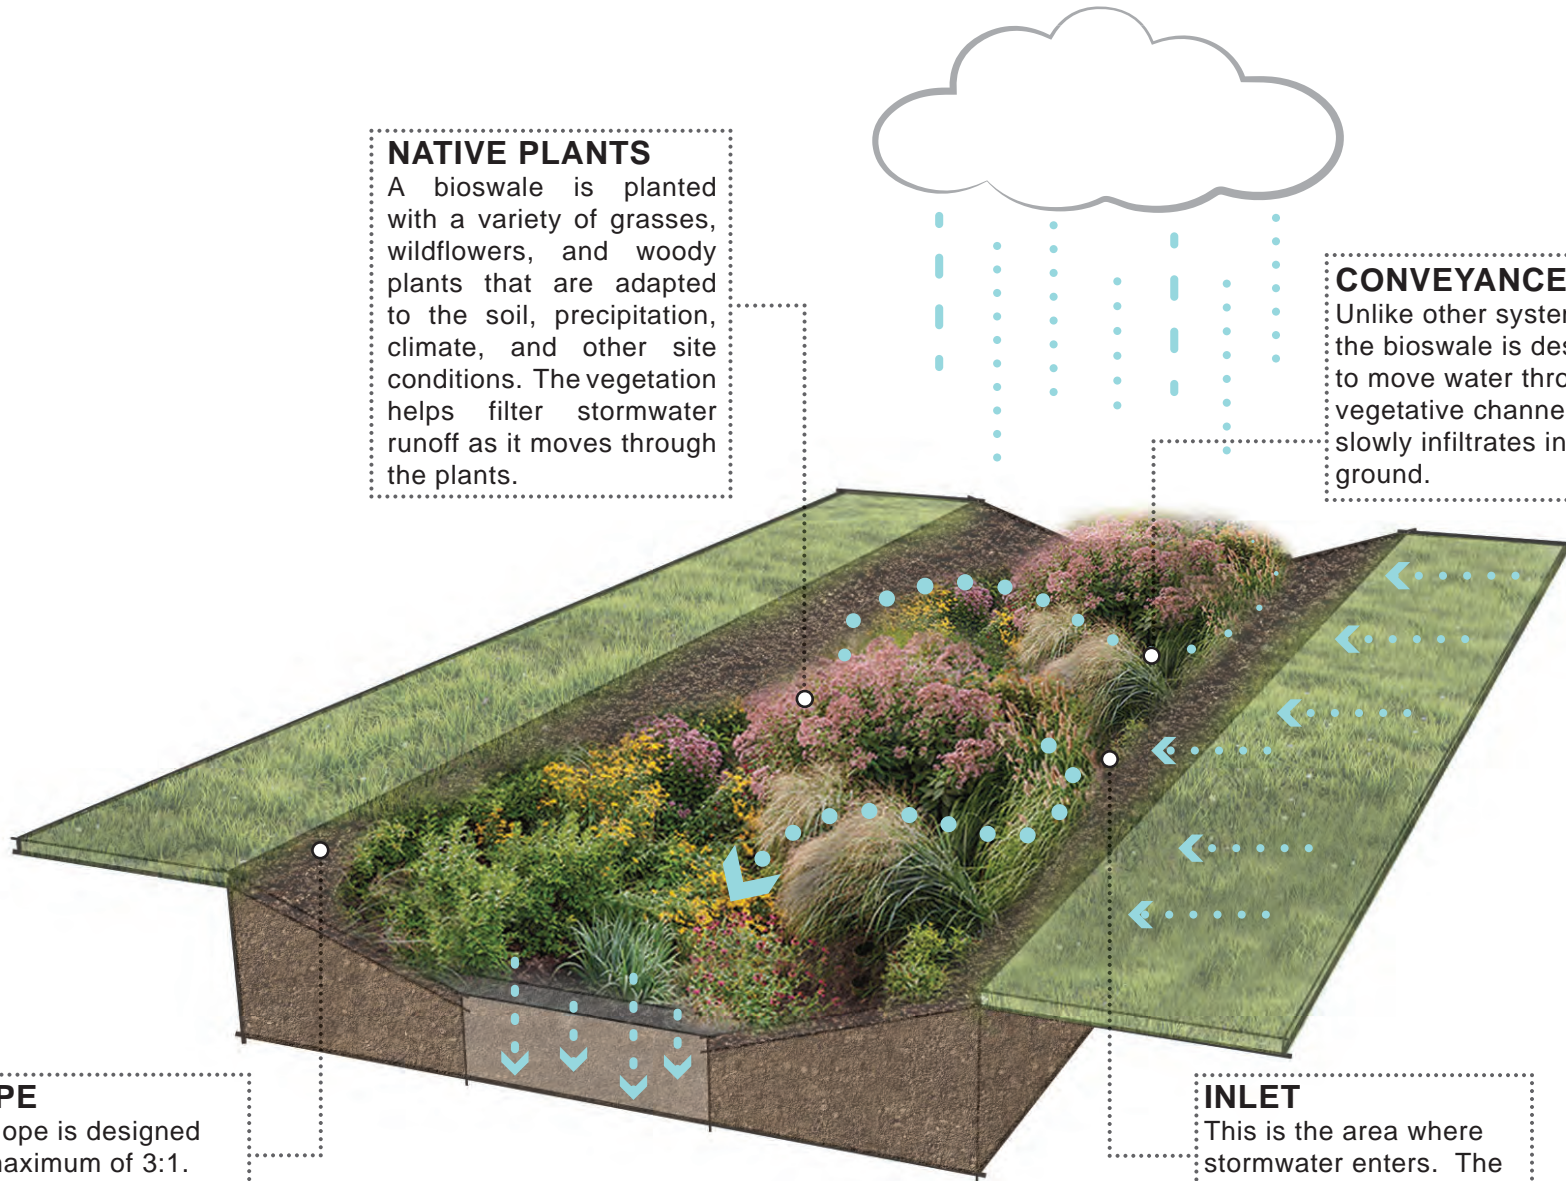 NATIVE PLANTS
A bioswale is planted
with a variety of grasses,
wildflowers, and woody
plants that are adapted
to the soil, precipitation,
climate, and other site
conditions. The vegetation
helps filter stormwater
runoff as it moves through
the plants.
CONVEYANCE
Unlike other system
the bioswale is des
to move water thro
vegetative channe
slowly infiltrates in
ground.
PE
ope is designed
aximum of 3:1.
INLET
This is the area where
stormwater enters. The